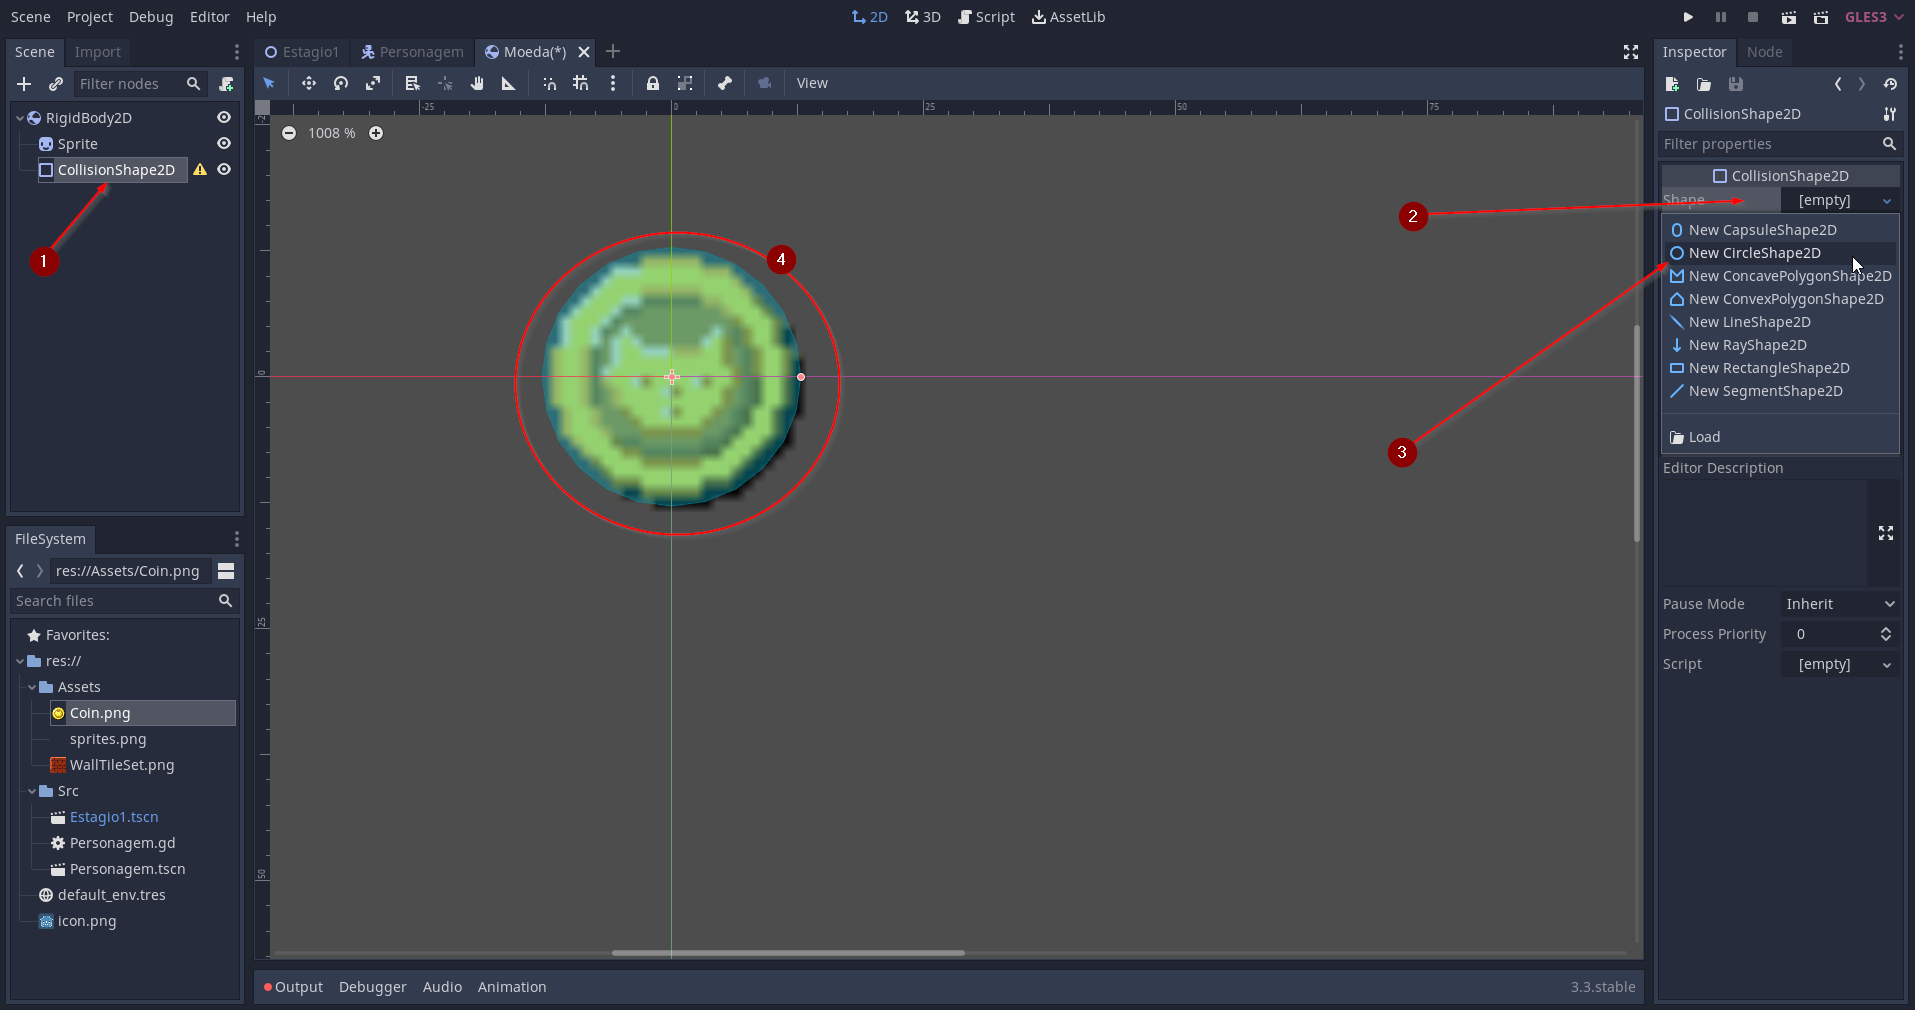 Scene Project Debug Editor Help
2D 3D Script AssetLib
GLES3
Scene Import
Filter nodes
RigidBody2D
Sprite
CollisionShape2D
1
FileSystem
res://Assets/Coin.png
Search files
Favorites:
res://
Assets
Coin.png
sprites.png
WallTileSet.png
Src
Estagio1.tscn
Personagem.gd
Personagem.tscn
default_env.tres
icon.png
Estagio1 Personagem Moeda(*)
View
-25 0 25 50 75
1008 %
0
25
50
4
2
3
Output Debugger Audio Animation
3.3.stable
Inspector Node
CollisionShape2D
Filter properties
CollisionShape2D
Shape [empty]
New CapsuleShape2D
New CircleShape2D
New ConcavePolygonShape2D
New ConvexPolygonShape2D
New LineShape2D
New RayShape2D
New RectangleShape2D
New SegmentShape2D
Load
Editor Description
Pause Mode Inherit
Process Priority 0
Script [empty]